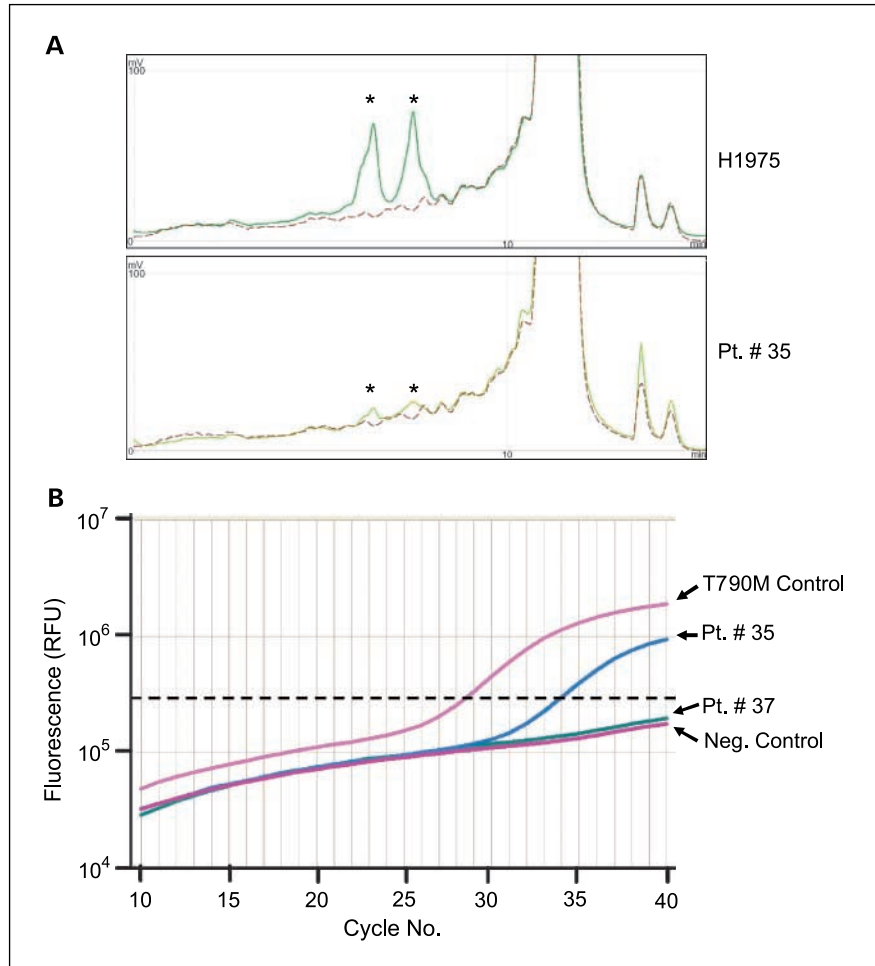 A
mV
100
* *
H1975
0 10 min
mV
100
* *
Pt. # 35
0 10 min
B
10^7
10^6
10^5
10^4
Fluorescence (RFU)
T790M Control
Pt. # 35
Pt. # 37
Neg. Control
10 15 20 25 30 35 40
Cycle No.